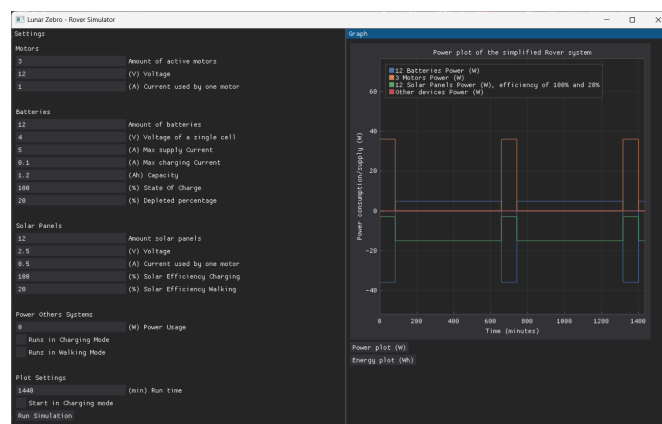 Lunar Zebro - Rover Simulator
Settings
Motors
3 Amount of active motors
12 (V) Voltage
1 (A) Current used by one motor
Batteries
12 Amount of batteries
4 (V) Voltage of a single cell
5 (A) Max supply Current
0.1 (A) Max charging Current
1.2 (Ah) Capacity
100 (%) State Of Charge
20 (%) Depleted percentage
Solar Panels
12 Amount solar panels
2.5 (V) Voltage
0.5 (A) Current used by one motor
100 (%) Solar Efficiency Charging
20 (%) Solar Efficiency Walking
Power Others Systems
0 (W) Power Usage
Runs in Charging Mode
Runs in Walking Mode
Plot Settings
1440 (min) Run time
Start in Charging mode
Run Simulation
Graph
Power plot of the simplified Rover system
12 Batteries Power (W)
3 Motors Power (W)
12 Solar Panels Power (W), efficiency of 100% and 20%
Other devices Power (W)
Power consumption/supply (W)
60
40
20
0
-20
-40
0 200 400 600 800 1000 1200 1400
Time (minutes)
Power plot (W)
Energy plot (Wh)